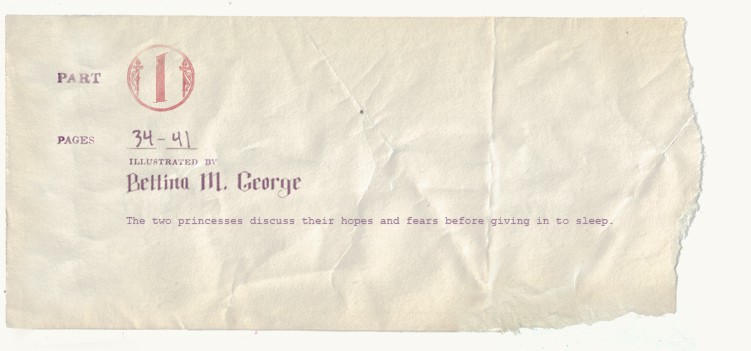 PART 1
PAGES 34-41
ILLUSTRATED BY
Bettina M. George
The two princesses discuss their hopes and fears before giving in to sleep.